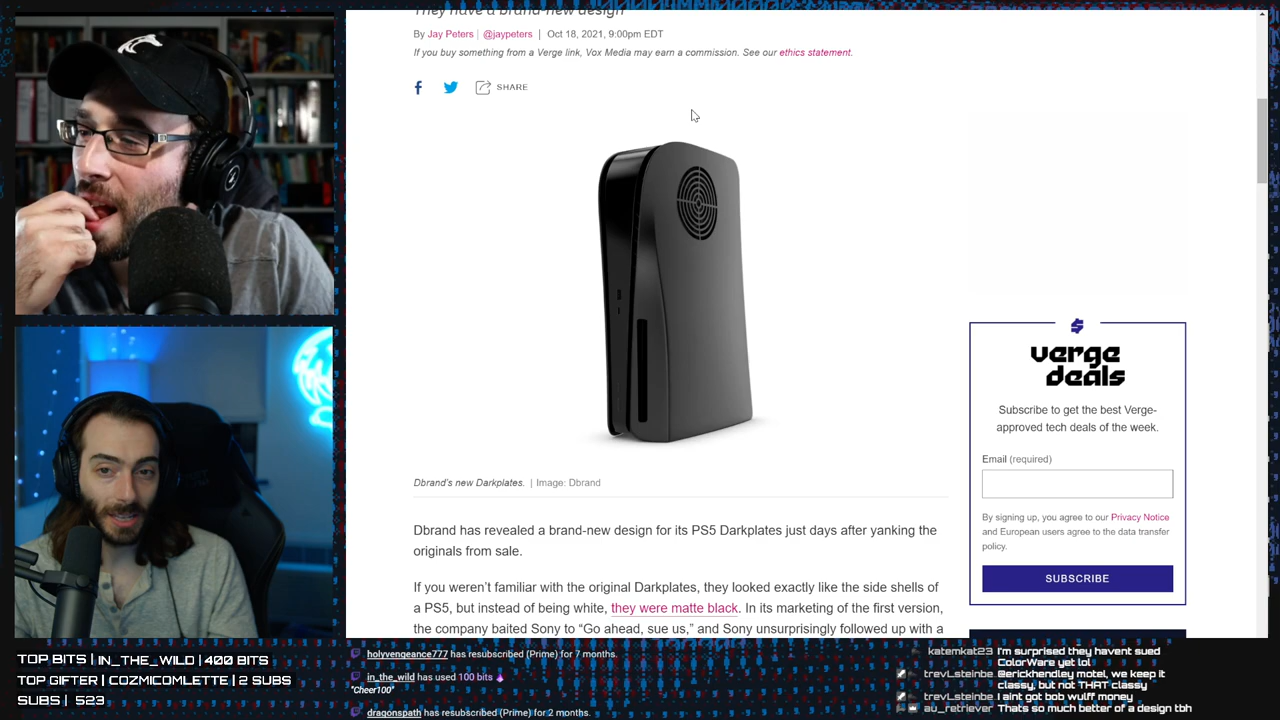 They have a brand-new design
By Jay Peters | @jaypeters | Oct 18, 2021, 9:00pm EDT
If you buy something from a Verge link, Vox Media may earn a commission. See our ethics statement.
SHARE
Dbrand's new Darkplates. | Image: Dbrand
Dbrand has revealed a brand-new design for its PS5 Darkplates just days after yanking the
originals from sale.
If you weren't familiar with the original Darkplates, they looked exactly like the side shells of
a PS5, but instead of being white, they were matte black. In its marketing of the first version,
the company baited Sony to "Go ahead, sue us," and Sony unsurprisingly followed up with a
verge
deals
Subscribe to get the best Verge-
approved tech deals of the week.
Email (required)
By signing up, you agree to our Privacy Notice
and European users agree to the data transfer
policy.
SUBSCRIBE
TOP BITS | IN_THE_WILD | 400 BITS
TOP GIFTER | COZMICOMLETTE | 2 SUBS
SUBS | 523
holyvengeance777 has resubscribed (Prime) for 7 months.
in_the_wild has used 100 bits
"Cheer100"
dragonspath has resubscribed (Prime) for 2 months.
katemkat23 I'm surprised they havent sued
ColorWare yet lol
trevLsteinbe @erickhendley motel, we keep it
classy, but not THAT classy
trevLsteinbe I aint got bob wulff money
au_retriever Thats so much better of a design tbh